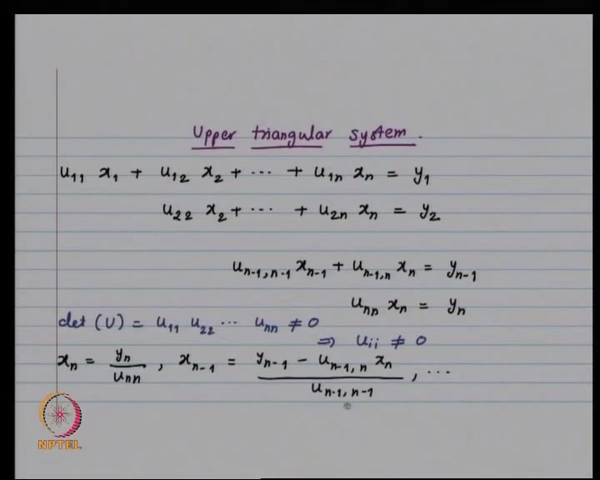 Upper triangular system.
u₁₁ x₁ + u₁₂ x₂ + ⋯ + u₁ₙ xₙ = y₁
u₂₂ x₂ + ⋯ + u₂ₙ xₙ = y₂
uₙ₋₁,ₙ₋₁ xₙ₋₁ + uₙ₋₁,ₙ xₙ = yₙ₋₁
uₙₙ xₙ = yₙ
det (U) = u₁₁ u₂₂ ⋯ uₙₙ ≠ 0
⇒ uᵢᵢ ≠ 0
xₙ = yₙ / uₙₙ , xₙ₋₁ = yₙ₋₁ − uₙ₋₁,ₙ xₙ / uₙ₋₁,ₙ₋₁ , ⋯
NPTEL